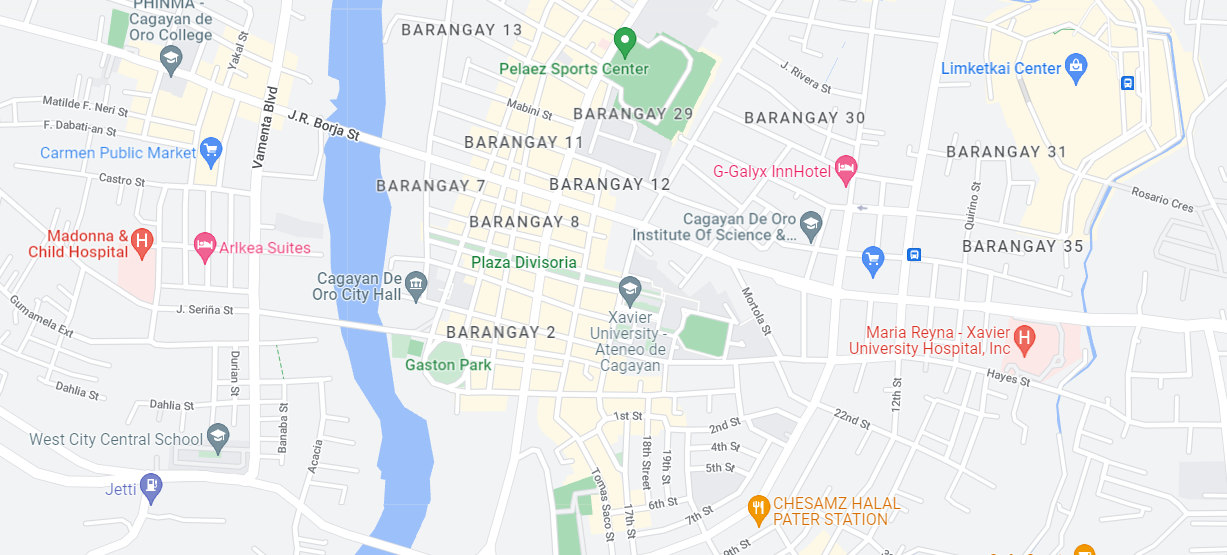 PHINMA -
Cagayan de
Oro College
Yakal St
BARANGAY 13
Pelaez Sports Center
Limketkai Center
J. Rivera St
Matilde F. Neri St
Vamenta Blvd
J.R. Borja St
Mabini St
BARANGAY 29
BARANGAY 30
F. Dabati-an St
Carmen Public Market
BARANGAY 11
BARANGAY 31
Castro St
BARANGAY 7
BARANGAY 12
G-Galyx InnHotel
Quirino St
Rosario Cres
BARANGAY 8
Cagayan De Oro
Institute Of Science &...
Madonna &
Child Hospital
Arlkea Suites
BARANGAY 35
Plaza Divisoria
Cagayan De
Oro City Hall
Gumamela Ext
J. Seriña St
BARANGAY 2
Xavier
University -
Ateneo de
Cagayan
Mortola St
Maria Reyna - Xavier
University Hospital, Inc
Gaston Park
Durian St
Dahlia St
Dahlia St
Hayes St
12th St
West City Central School
Banaba St
Acacia
1st St
2nd St
22nd St
4th St
5th St
18th Street
19th St
Jetti
Tomas Saco St
17th St
6th St
7th St
9th St
CHESAMZ HALAL
PATER STATION